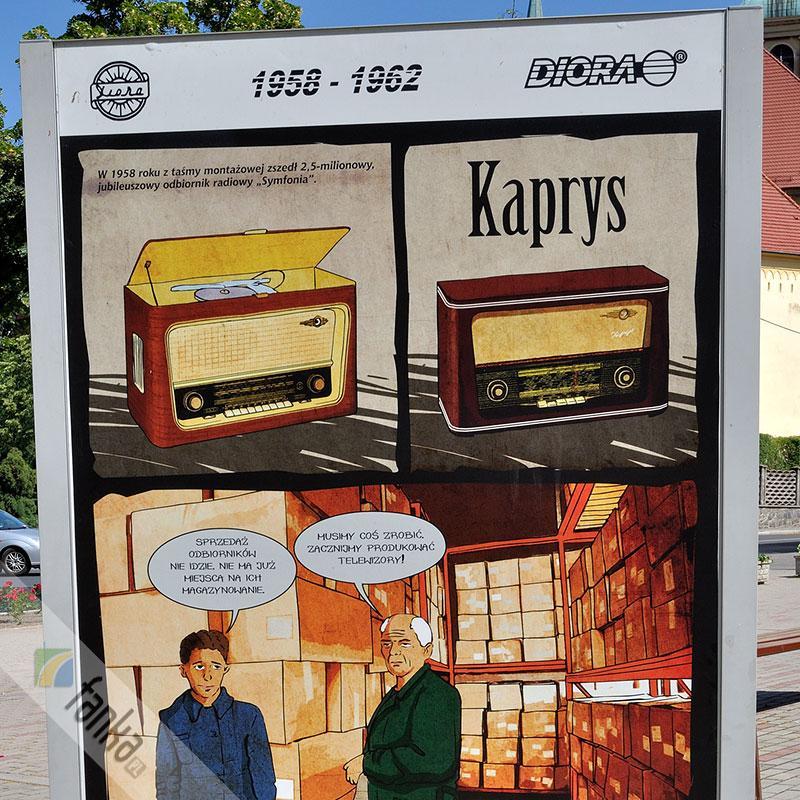 Diora
1958 - 1962
DIORA®
W 1958 roku z taśmy montażowej zszedł 2,5-milionowy,
jubileuszowy odbiornik radiowy „Symfonia”.
Kaprys
SPRZEDAŻ
ODBIORNIKÓW
NIE IDZIE. NIE MA JUŻ
MIEJSCA NA ICH
MAGAZYNOWANIE.
MUSIMY COŚ ZROBIĆ.
ZACZNIJMY PRODUKOWAĆ
TELEWIZORY!
fanka